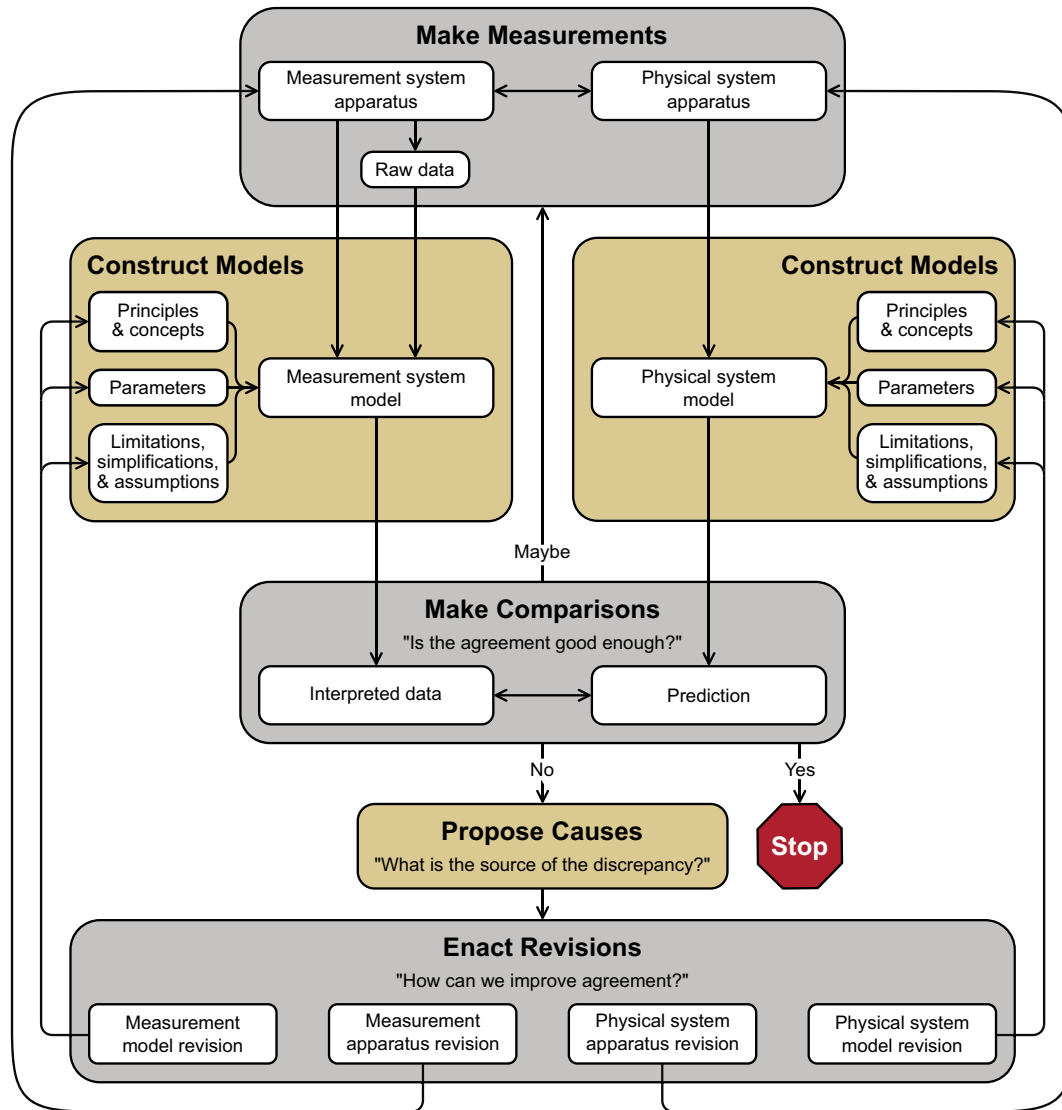 Make Measurements
Measurement system
apparatus
Physical system
apparatus
Raw data
Construct Models
Principles
& concepts
Parameters
Limitations,
simplifications,
& assumptions
Measurement system
model
Construct Models
Physical system
model
Principles
& concepts
Parameters
Limitations,
simplifications,
& assumptions
Maybe
Make Comparisons
"Is the agreement good enough?"
Interpreted data
Prediction
No
Yes
Propose Causes
"What is the source of the discrepancy?"
Stop
Enact Revisions
"How can we improve agreement?"
Measurement
model revision
Measurement
apparatus revision
Physical system
apparatus revision
Physical system
model revision